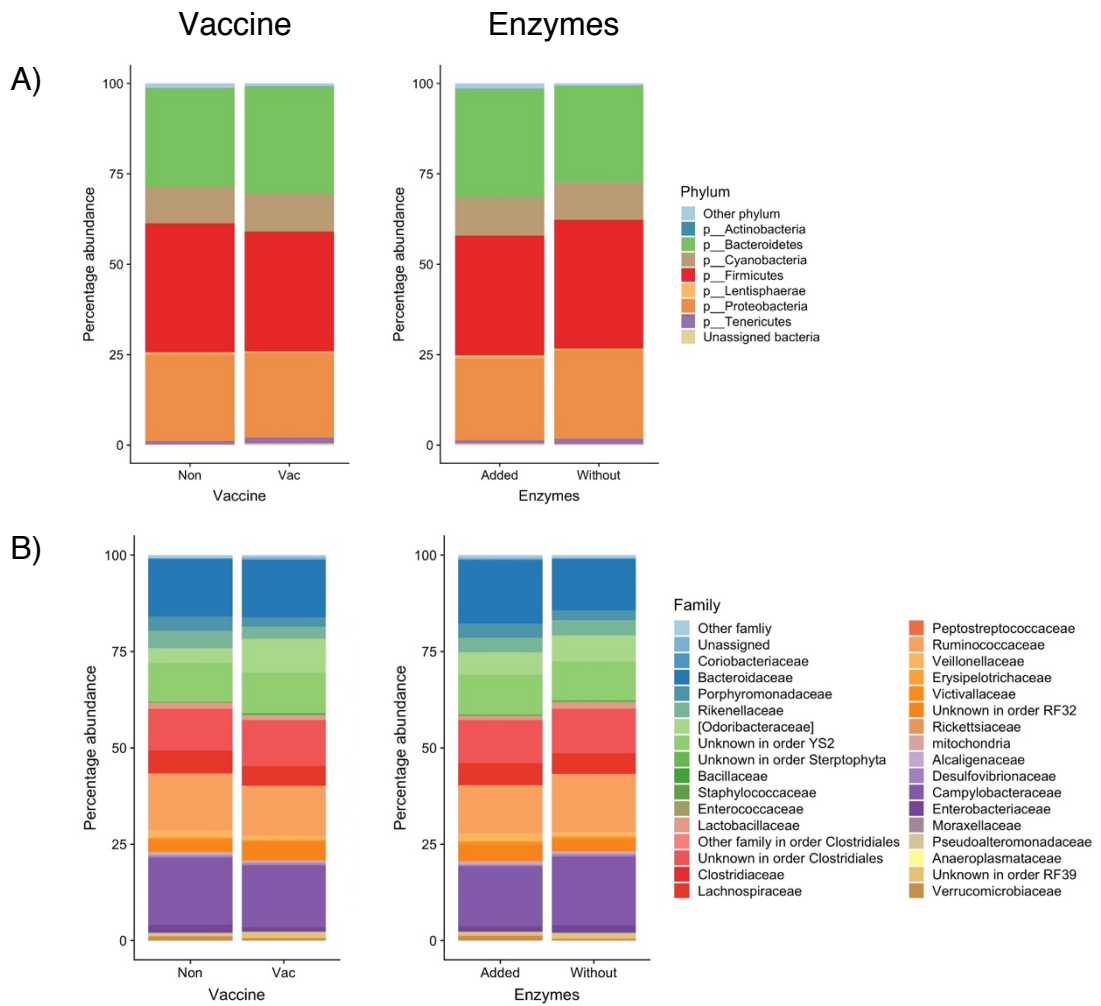 Vaccine
Enzymes
A)
100
75
50
25
0
Percentage abundance
Non
Vac
Vaccine
100
75
50
25
0
Percentage abundance
Added
Without
Enzymes
Phylum
Other phylum
p__Actinobacteria
p__Bacteroidetes
p__Cyanobacteria
p__Firmicutes
p__Lentisphaerae
p__Proteobacteria
p__Tenericutes
Unassigned bacteria
B)
100
75
50
25
0
Percentage abundance
Non
Vac
Vaccine
100
75
50
25
0
Percentage abundance
Added
Without
Enzymes
Family
Other famliy
Unassigned
Coriobacteriaceae
Bacteroidaceae
Porphyromonadaceae
Rikenellaceae
[Odoribacteraceae]
Unknown in order YS2
Unknown in order Sterptophyta
Bacillaceae
Staphylococcaceae
Enterococcaceae
Lactobacillaceae
Other family in order Clostridiales
Unknown in order Clostridiales
Clostridiaceae
Lachnospiraceae
Peptostreptococcaceae
Ruminococcaceae
Veillonellaceae
Erysipelotrichaceae
Victivallaceae
Unknown in order RF32
Rickettsiaceae
mitochondria
Alcaligenaceae
Desulfovibrionaceae
Campylobacteraceae
Enterobacteriaceae
Moraxellaceae
Pseudoalteromonadaceae
Anaeroplasmataceae
Unknown in order RF39
Verrucomicrobiaceae